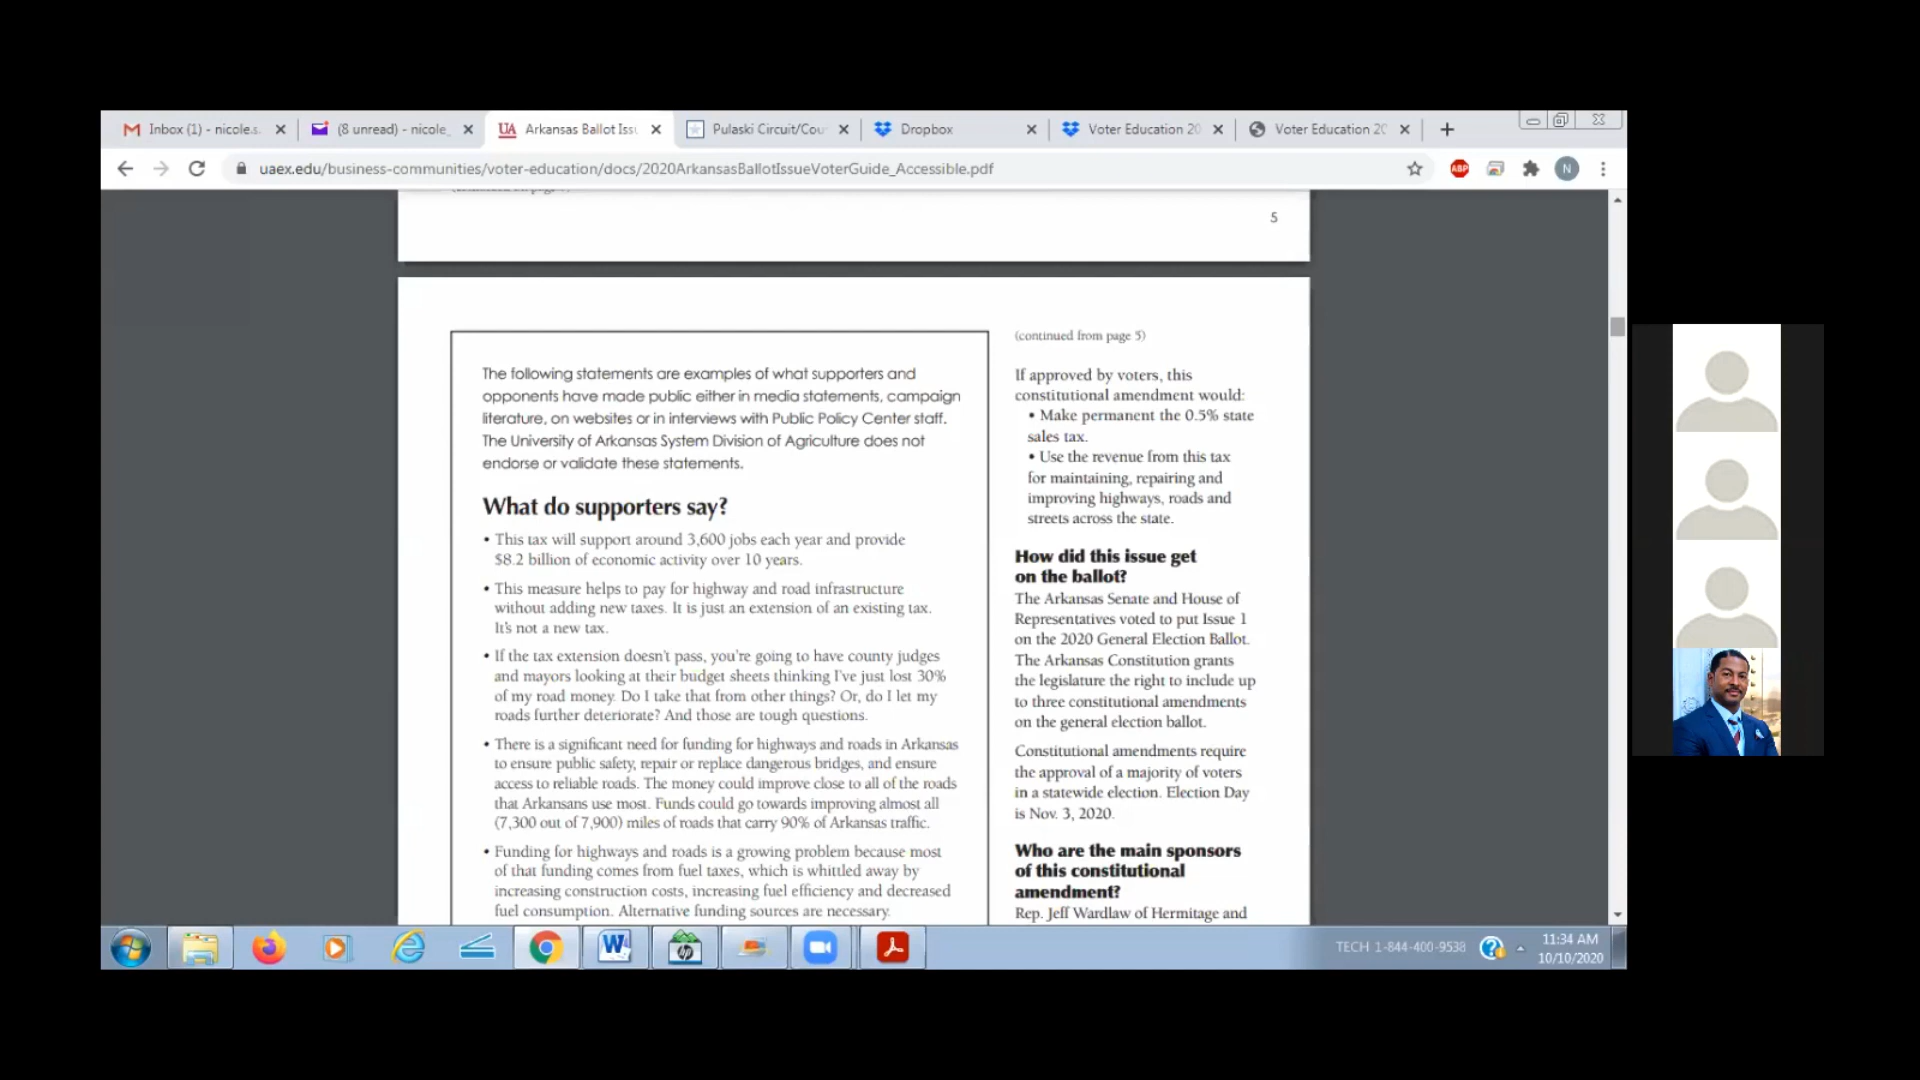 Inbox (1) - nicole.s.
(8 unread) - nicole_
UA Arkansas Ballot Issu
Pulaski Circuit/Cou
Dropbox
Voter Education 20
Voter Education 20
uaex.edu/business-communities/voter-education/docs/2020ArkansasBallotIssueVoterGuide_Accessible.pdf
ABP
N
5
The following statements are examples of what supporters and
opponents have made public either in media statements, campaign
literature, on websites or in interviews with Public Policy Center staff.
The University of Arkansas System Division of Agriculture does not
endorse or validate these statements.
What do supporters say?
• This tax will support around 3,600 jobs each year and provide
$8.2 billion of economic activity over 10 years.
• This measure helps to pay for highway and road infrastructure
without adding new taxes. It is just an extension of an existing tax.
It's not a new tax.
• If the tax extension doesn't pass, you're going to have county judges
and mayors looking at their budget sheets thinking I've just lost 30%
of my road money. Do I take that from other things? Or, do I let my
roads further deteriorate? And those are tough questions.
• There is a significant need for funding for highways and roads in Arkansas
to ensure public safety, repair or replace dangerous bridges, and ensure
access to reliable roads. The money could improve close to all of the roads
that Arkansans use most. Funds could go towards improving almost all
(7,300 out of 7,900) miles of roads that carry 90% of Arkansas traffic.
• Funding for highways and roads is a growing problem because most
of that funding comes from fuel taxes, which is whittled away by
increasing construction costs, increasing fuel efficiency and decreased
fuel consumption. Alternative funding sources are necessary.
(continued from page 5)
If approved by voters, this
constitutional amendment would:
• Make permanent the 0.5% state
sales tax.
• Use the revenue from this tax
for maintaining, repairing and
improving highways, roads and
streets across the state.
How did this issue get
on the ballot?
The Arkansas Senate and House of
Representatives voted to put Issue 1
on the 2020 General Election Ballot.
The Arkansas Constitution grants
the legislature the right to include up
to three constitutional amendments
on the general election ballot.
Constitutional amendments require
the approval of a majority of voters
in a statewide election. Election Day
is Nov. 3, 2020.
Who are the main sponsors
of this constitutional
amendment?
Rep. Jeff Wardlaw of Hermitage and
TECH 1-844-400-9538
11:34 AM
10/10/2020